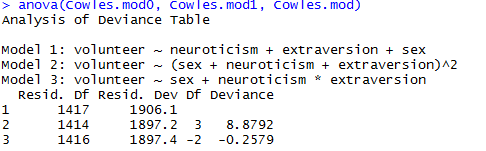 > anova(Cowles.mod0, Cowles.mod1, Cowles.mod)
Analysis of Deviance Table

Model 1: volunteer ~ neuroticism + extraversion + sex
Model 2: volunteer ~ (sex + neuroticism + extraversion)^2
Model 3: volunteer ~ sex + neuroticism * extraversion
  Resid. Df Resid. Dev Df Deviance
1      1417     1906.1
2      1414     1897.2  3   8.8792
3      1416     1897.4 -2  -0.2579